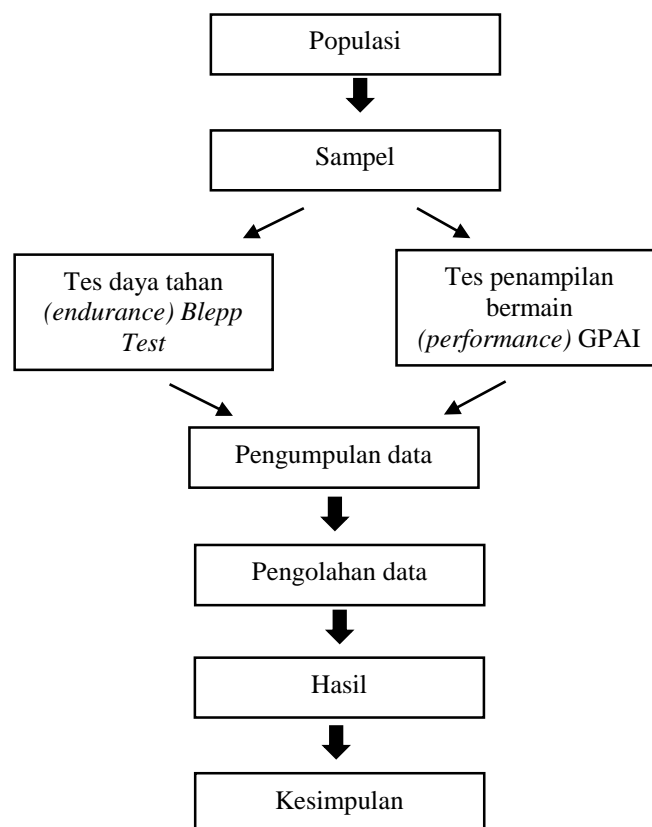 Populasi
Sampel
Tes daya tahan
(endurance) Blepp
Test
Tes penampilan
bermain
(performance) GPAI
Pengumpulan data
Pengolahan data
Hasil
Kesimpulan